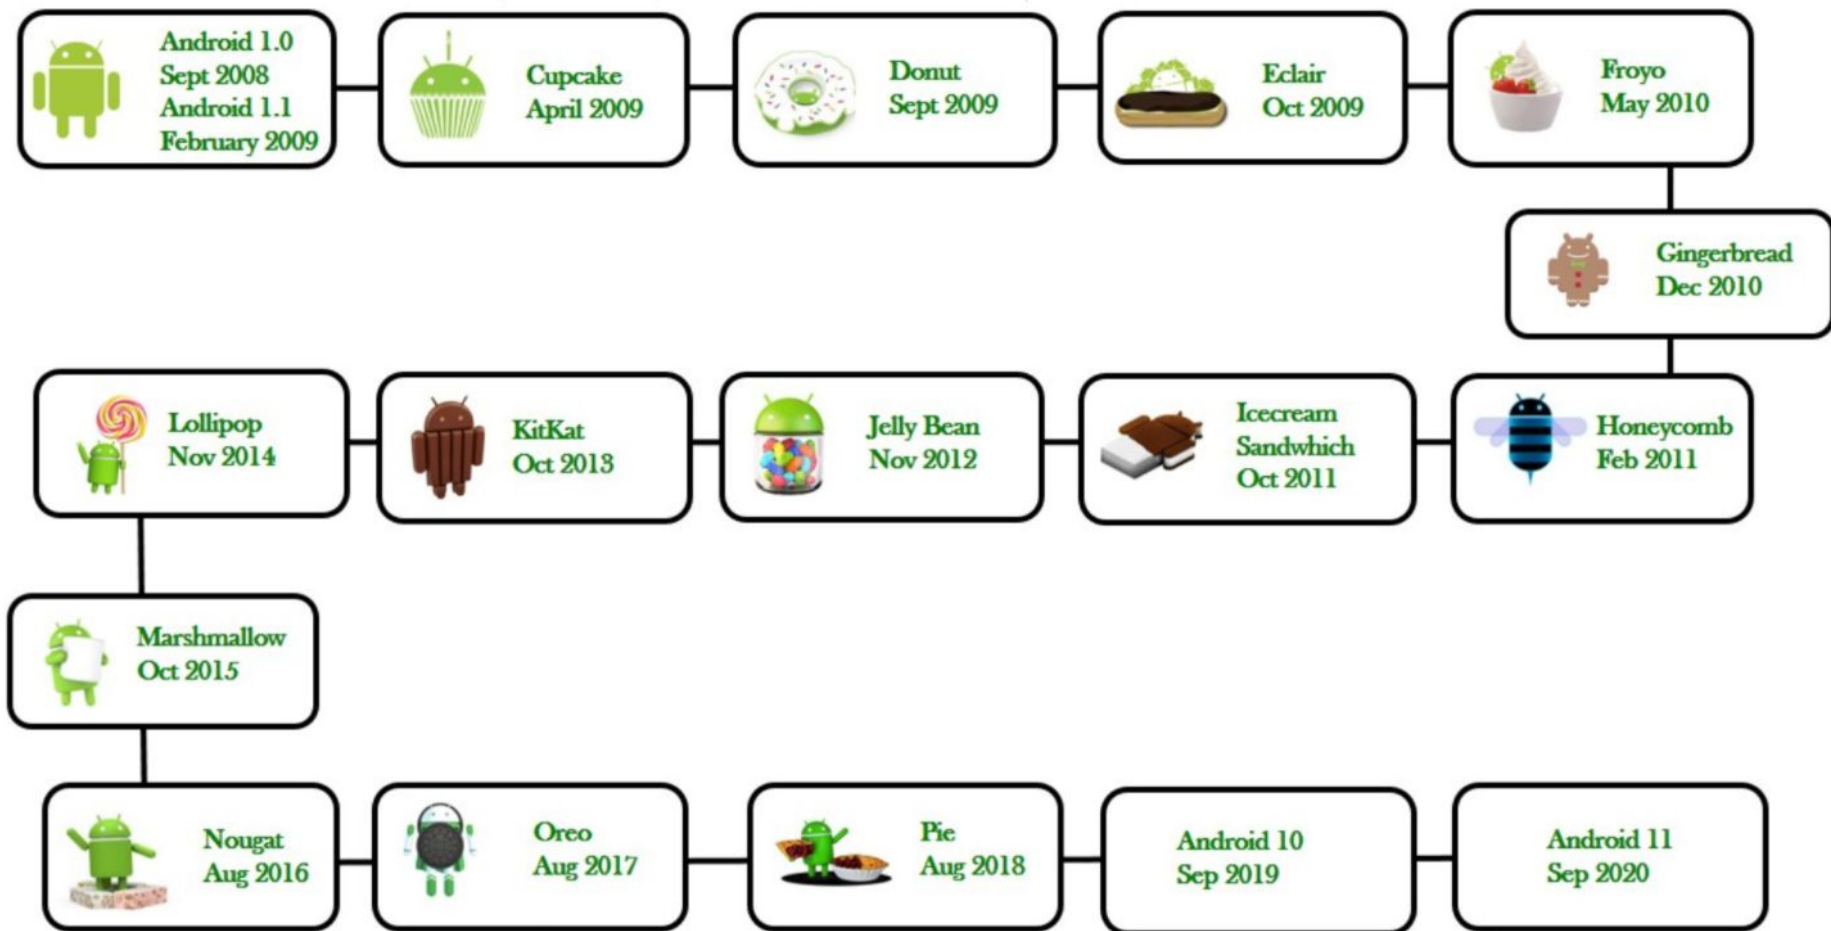 Android 1.0
Sept 2008
Android 1.1
February 2009
Cupcake
April 2009
Donut
Sept 2009
Eclair
Oct 2009
Froyo
May 2010
Gingerbread
Dec 2010
Honeycomb
Feb 2011
Icecream
Sandwhich
Oct 2011
Jelly Bean
Nov 2012
KitKat
Oct 2013
Lollipop
Nov 2014
Marshmallow
Oct 2015
Nougat
Aug 2016
Oreo
Aug 2017
Pie
Aug 2018
Android 10
Sep 2019
Android 11
Sep 2020